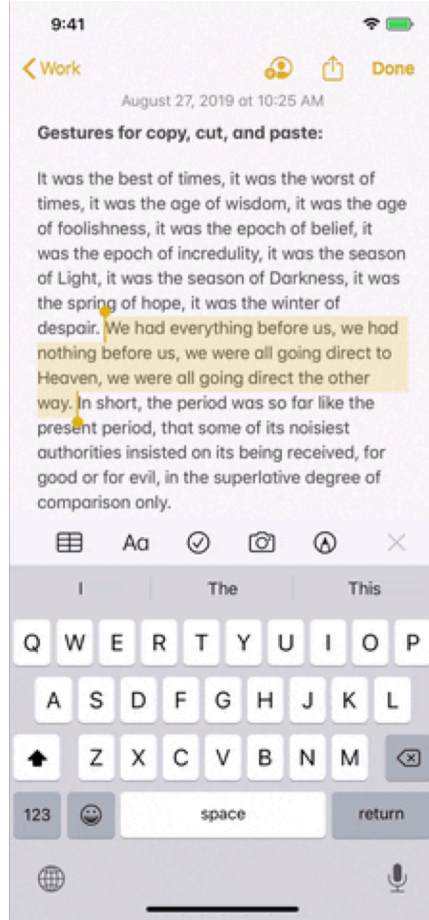 9:41
Work
Done
August 27, 2019 at 10:25 AM
Gestures for copy, cut, and paste:
It was the best of times, it was the worst of
times, it was the age of wisdom, it was the age
of foolishness, it was the epoch of belief, it
was the epoch of incredulity, it was the season
of Light, it was the season of Darkness, it was
the spring of hope, it was the winter of
despair. We had everything before us, we had
nothing before us, we were all going direct to
Heaven, we were all going direct the other
way. In short, the period was so far like the
present period, that some of its noisiest
authorities insisted on its being received, for
good or for evil, in the superlative degree of
comparison only.
Aa
I The This
Q W E R T Y U I O P
A S D F G H J K L
Z X C V B N M
123 space return